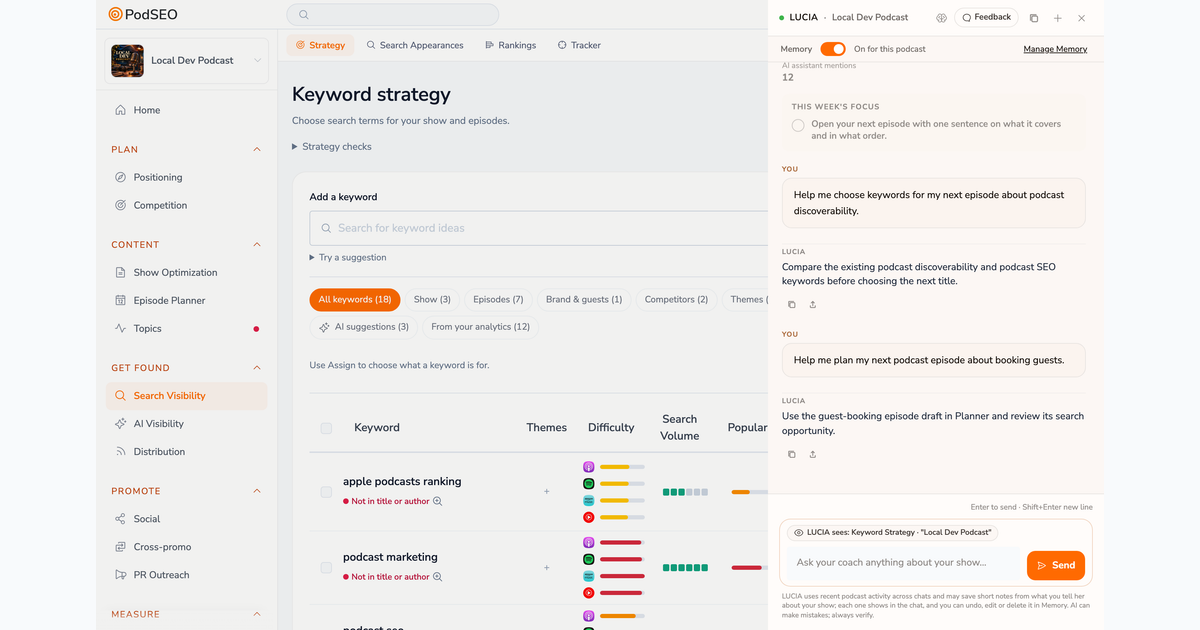 PodSEO
Local Dev Podcast
Home
PLAN
Positioning
Competition
CONTENT
Show Optimization
Episode Planner
Topics
GET FOUND
Search Visibility
AI Visibility
Distribution
PROMOTE
Social
Cross-promo
PR Outreach
MEASURE
Strategy
Search Appearances
Rankings
Tracker
Keyword strategy
Choose search terms for your show and episodes.
Strategy checks
Add a keyword
Search for keyword ideas
Try a suggestion
All keywords (18)
Show (3)
Episodes (7)
Brand & guests (1)
Competitors (2)
Themes (
AI suggestions (3)
From your analytics (12)
Use Assign to choose what a keyword is for.
Keyword
Themes
Difficulty
Search
Volume
Popular
apple podcasts ranking
Not in title or author
podcast marketing
Not in title or author
LUCIA · Local Dev Podcast
Feedback
Memory
On for this podcast
Manage Memory
AI assistant mentions
12
THIS WEEK'S FOCUS
Open your next episode with one sentence on what it covers
and in what order.
YOU
Help me choose keywords for my next episode about podcast
discoverability.
LUCIA
Compare the existing podcast discoverability and podcast SEO
keywords before choosing the next title.
YOU
Help me plan my next podcast episode about booking guests.
LUCIA
Use the guest-booking episode draft in Planner and review its search
opportunity.
Enter to send · Shift+Enter new line
LUCIA sees: Keyword Strategy · "Local Dev Podcast"
Ask your coach anything about your show...
Send
LUCIA uses recent podcast activity across chats and may save short notes from what you tell her
about your show; each one shows in the chat, and you can undo, edit or delete it in Memory. AI can
make mistakes; always verify.